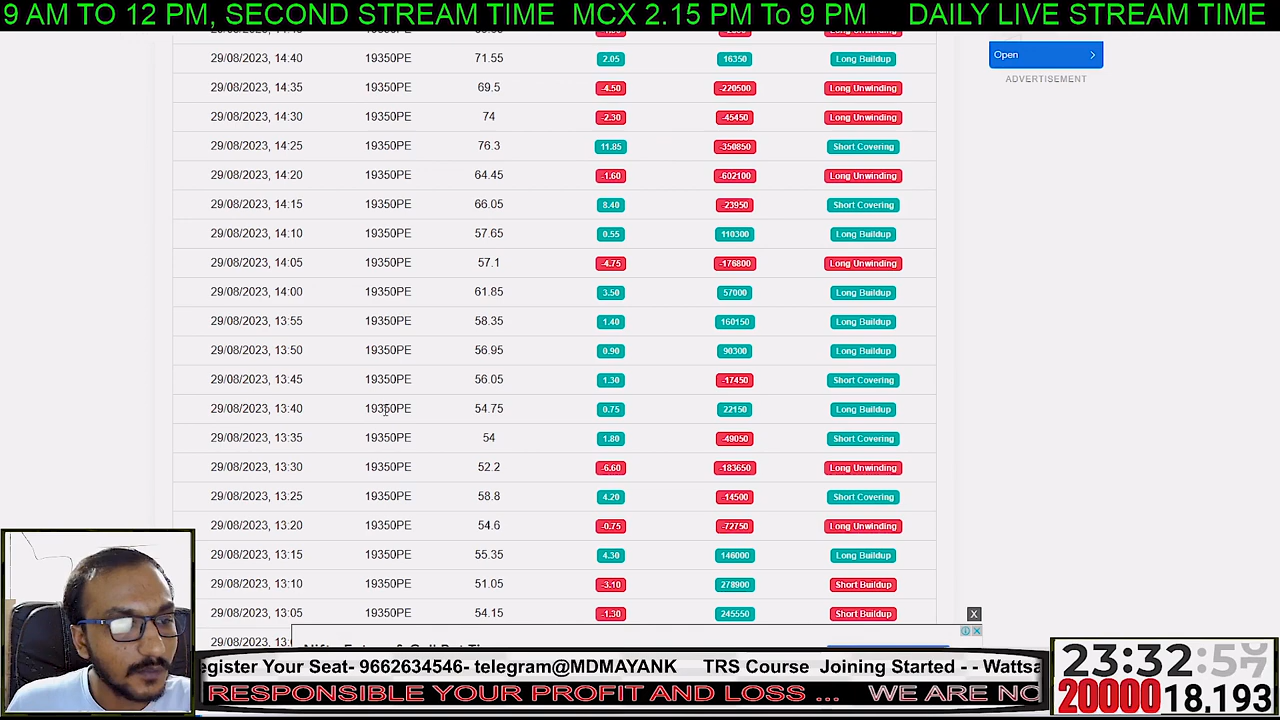 9 AM TO 12 PM, SECOND STREAM TIME MCX 2.15 PM To 9 PM DAILY LIVE STREAM TIME
29/08/2023, 14:40 19350PE 71.55 2.05 16350 Long Buildup
29/08/2023, 14:35 19350PE 69.5 -4.50 -220500 Long Unwinding
29/08/2023, 14:30 19350PE 74 -2.30 -45450 Long Unwinding
29/08/2023, 14:25 19350PE 76.3 11.85 -350850 Short Covering
29/08/2023, 14:20 19350PE 64.45 -1.60 -602100 Long Unwinding
29/08/2023, 14:15 19350PE 66.05 8.40 -23950 Short Covering
29/08/2023, 14:10 19350PE 57.65 0.55 110300 Long Buildup
29/08/2023, 14:05 19350PE 57.1 -4.75 -176800 Long Unwinding
29/08/2023, 14:00 19350PE 61.85 3.50 57000 Long Buildup
29/08/2023, 13:55 19350PE 58.35 1.40 160150 Long Buildup
29/08/2023, 13:50 19350PE 56.95 0.90 90300 Long Buildup
29/08/2023, 13:45 19350PE 56.05 1.30 -17450 Short Covering
29/08/2023, 13:40 19350PE 54.75 0.75 22150 Long Buildup
29/08/2023, 13:35 19350PE 54 1.80 -49050 Short Covering
29/08/2023, 13:30 19350PE 52.2 -6.60 -183650 Long Unwinding
29/08/2023, 13:25 19350PE 58.8 4.20 -14500 Short Covering
29/08/2023, 13:20 19350PE 54.6 -0.75 -72750 Long Unwinding
29/08/2023, 13:15 19350PE 55.35 4.30 146000 Long Buildup
29/08/2023, 13:10 19350PE 51.05 -3.10 278900 Short Buildup
29/08/2023, 13:05 19350PE 54.15 -1.30 245550 Short Buildup
Open
ADVERTISEMENT
X
egister Your Seat- 9662634546- telegram@MDMAYANK TRS Course Joining Started - - Wattsa
RESPONSIBLE YOUR PROFIT AND LOSS ... WE ARE NO
23:32
20000 18,193